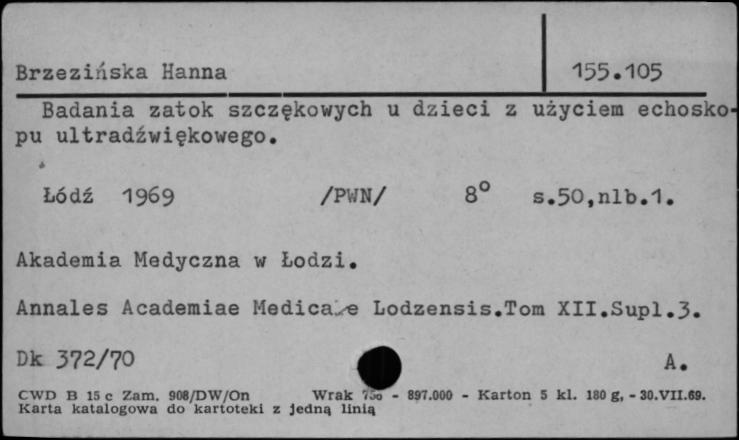 Brzezińska Hanna 155.105
Badania zatok szczękowych u dzieci z użyciem echosko-
pu ultradźwiękowego.
Łódź 1969 /PWN/ 8° s.50,nlb.1.
Akademia Medyczna w Łodzi.
Annales Academiae Medicae Lodzensis.Tom XII.Supl.3.
Dk 372/70 A.
CWD B 15 c Zam. 908/DW/On Wrak - 897.000 - Karton 5 kl. 180 g, - 30.VII.69.
Karta katalogowa do kartoteki z jedną linią